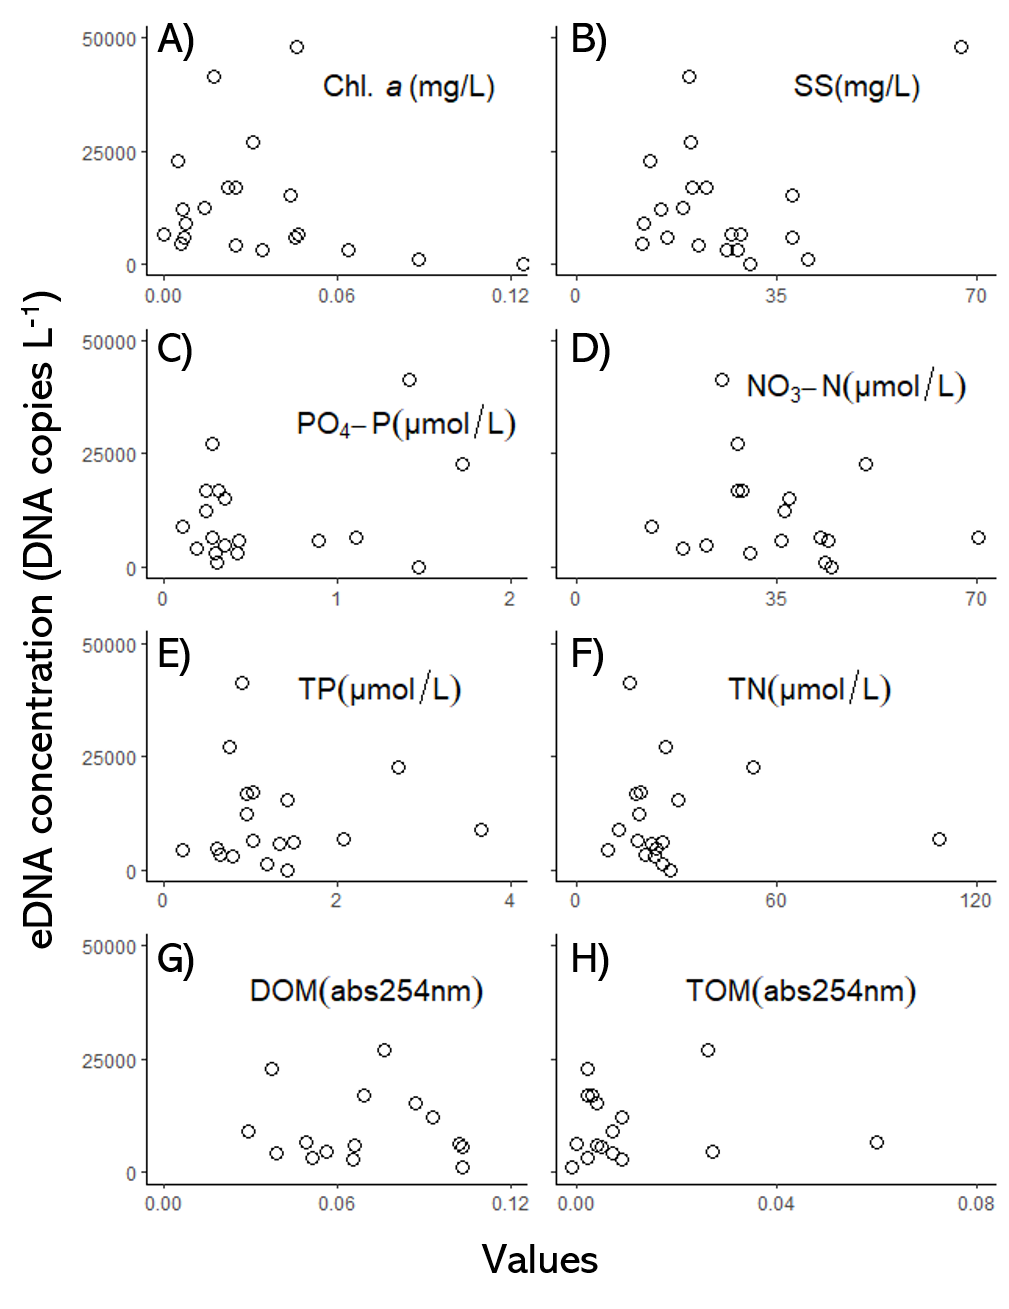 eDNA concentration (DNA copies L-1)
A)
Chl. a (mg/L)
50000
25000
0
0.00 0.06 0.12
B)
SS(mg/L)
0 35 70
C)
PO4– P(µmol/L)
50000
25000
0
0 1 2
D)
NO3– N(µmol/L)
0 35 70
E)
TP(µmol/L)
50000
25000
0
0 2 4
F)
TN(µmol/L)
0 60 120
G)
DOM(abs254nm)
50000
25000
0
0.00 0.06 0.12
H)
TOM(abs254nm)
0.00 0.04 0.08
Values